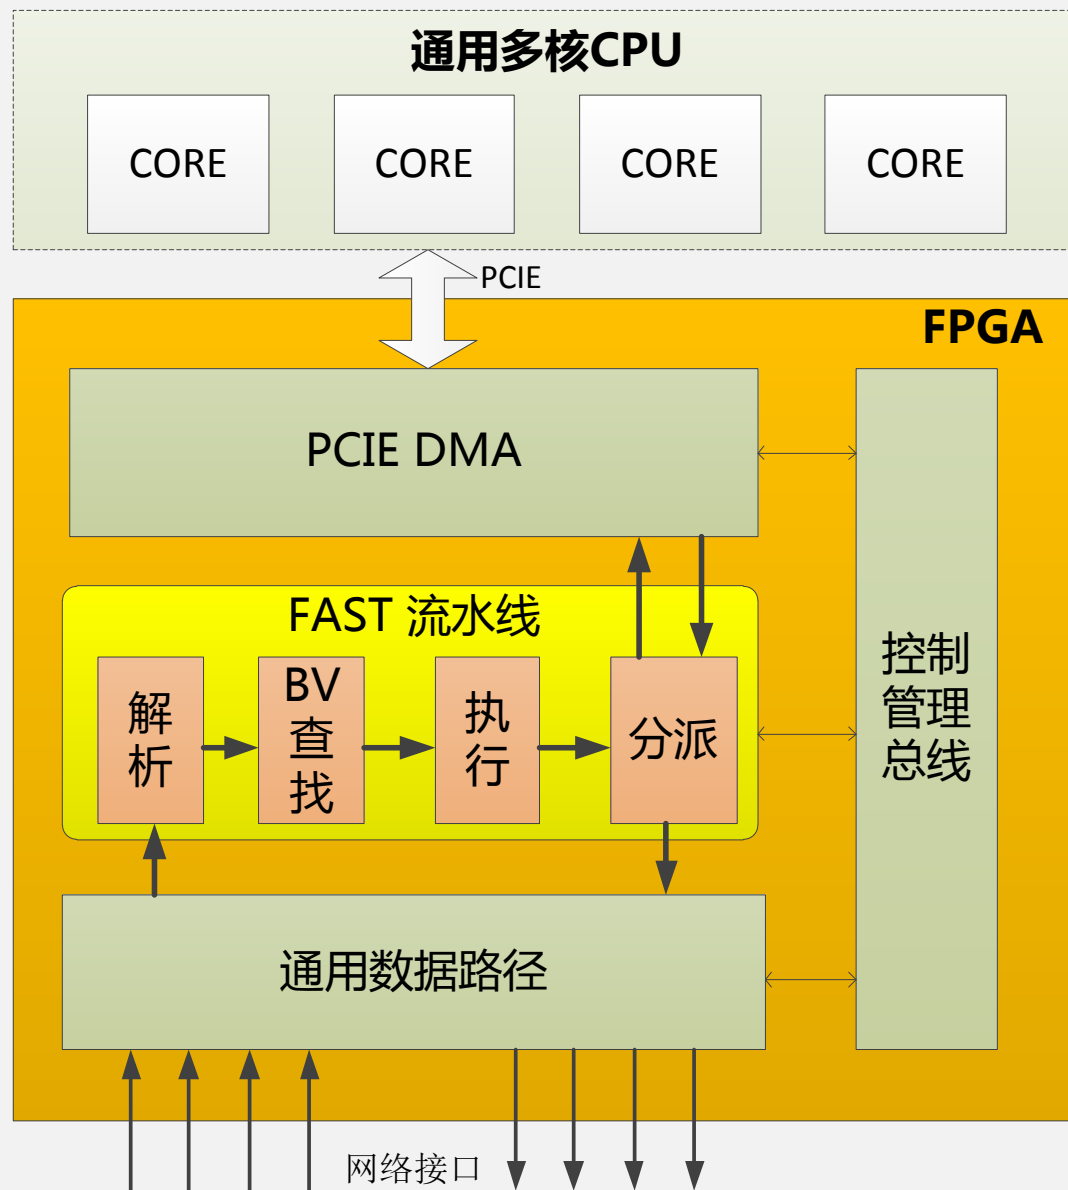 通用多核CPU
CORE
CORE
CORE
CORE
PCIE
FPGA
PCIE DMA
FAST 流水线
解
析
BV
查
找
执
行
分派
控制
管理
总线
通用数据路径
网络接口